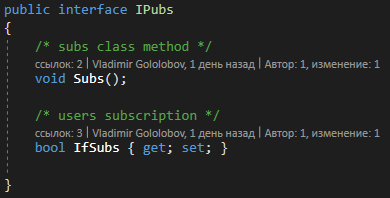 public interface IPubs
{
/* subs class method */
ссылок: 2 | Vladimir Gololobov, 1 день назад | Автор: 1, изменение: 1
void Subs();
/* users subscription */
ссылок: 3 | Vladimir Gololobov, 1 день назад | Автор: 1, изменение: 1
bool IfSubs { get; set; }
}